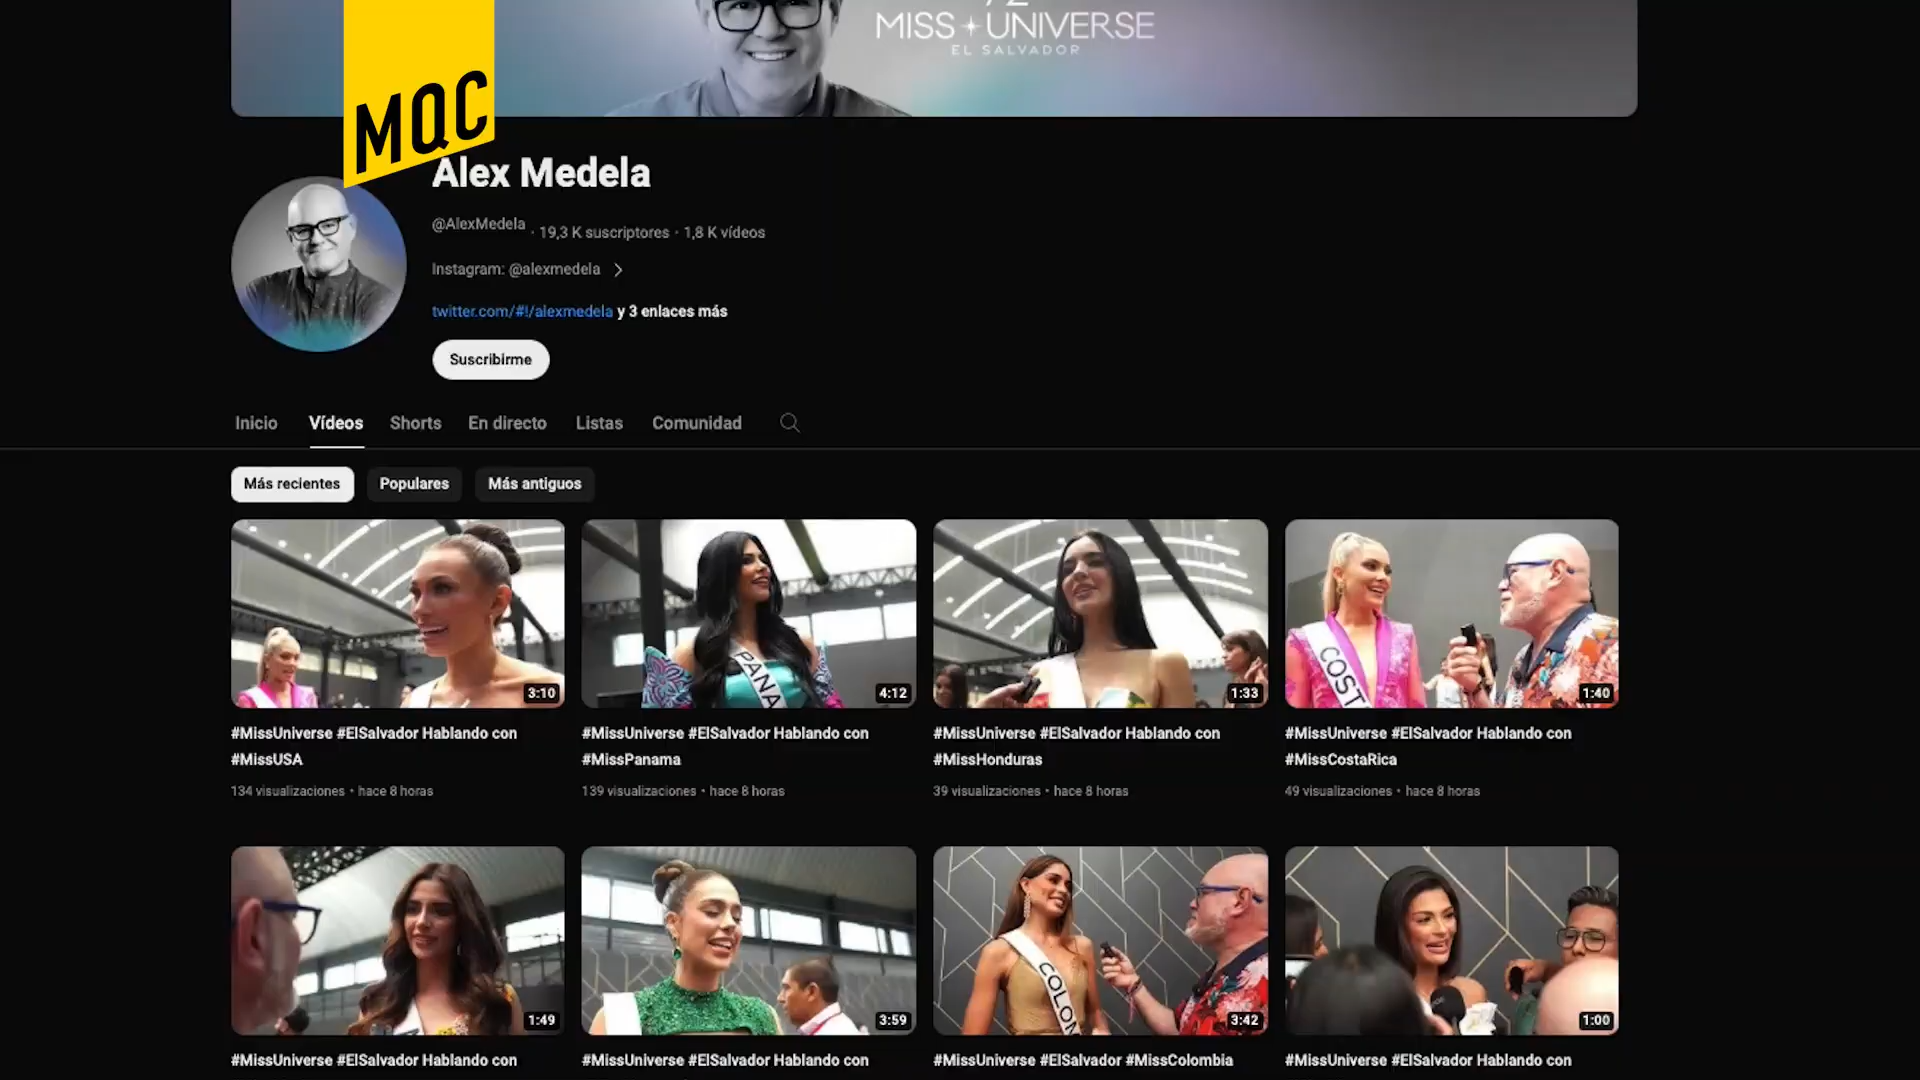 MISS UNIVERSE
EL SALVADOR
MQC
Alex Medela
@AlexMedela · 19,3 K suscriptores · 1,8 K vídeos
Instagram: @alexmedela
twitter.com/#!/alexmedela y 3 enlaces más
Suscribirme
Inicio Vídeos Shorts En directo Listas Comunidad
Más recientes Populares Más antiguos
PANA
COST
3:10 4:12 1:33 1:40
#MissUniverse #ElSalvador Hablando con
#MissUSA
134 visualizaciones • hace 8 horas
#MissUniverse #ElSalvador Hablando con
#MissPanama
139 visualizaciones • hace 8 horas
#MissUniverse #ElSalvador Hablando con
#MissHonduras
39 visualizaciones • hace 8 horas
#MissUniverse #ElSalvador Hablando con
#MissCostaRica
49 visualizaciones • hace 8 horas
COLOM
1:49 3:59 3:42 1:00
#MissUniverse #ElSalvador Hablando con
#MissUniverse #ElSalvador Hablando con
#MissUniverse #ElSalvador #MissColombia
#MissUniverse #ElSalvador Hablando con